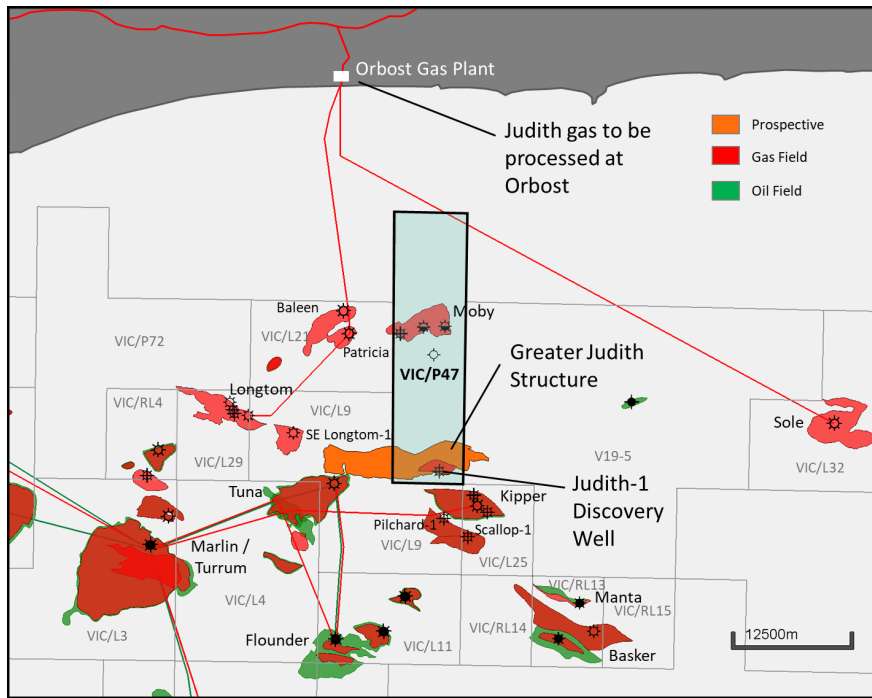 Orbost Gas Plant
Judith gas to be
processed at
Orbost
Prospective
Gas Field
Oil Field
Baleen
Moby
VIC/L21
VIC/P72
Patricia
Greater Judith
Structure
VIC/P47
Longtom
VIC/RL4
VIC/L9
SE Longtom-1
Sole
V19-5
VIC/L29
VIC/L32
Judith-1
Discovery
Well
Tuna
Kipper
Pilchard-1
Scallop-1
VIC/L9
Marlin /
Turrum
VIC/L25
VIC/RL13
Manta
VIC/L4
VIC/RL15
VIC/L3
VIC/RL14
Flounder
VIC/L11
Basker
12500m